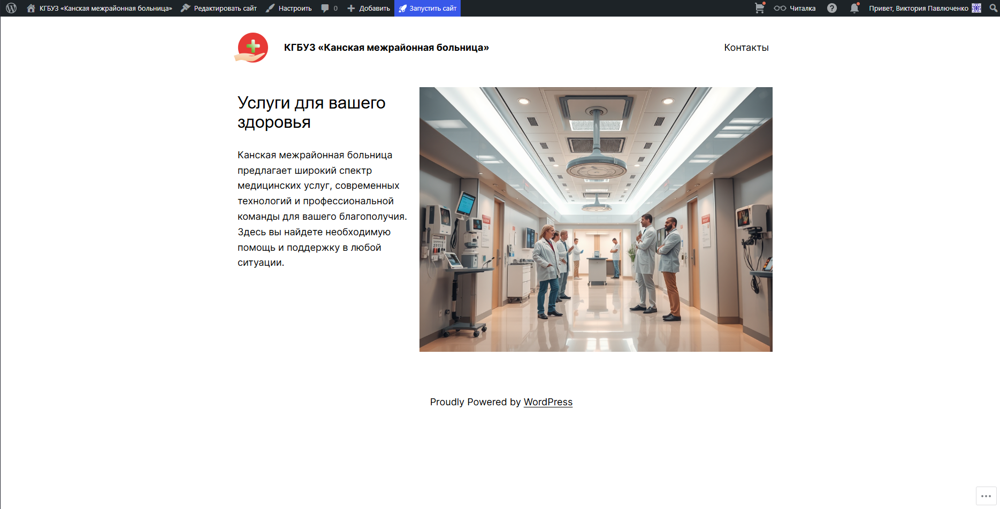 КГБУЗ «Канская межрайонная больница» Редактировать сайт Настроить 0 Добавить Запустить сайт Читалка Привет, Виктория Павлюченко
КГБУЗ «Канская межрайонная больница» Контакты
Услуги для вашего
здоровья
Канская межрайонная больница
предлагает широкий спектр
медицинских услуг, современных
технологий и профессиональной
команды для вашего благополучия.
Здесь вы найдете необходимую
помощь и поддержку в любой
ситуации.
Proudly Powered by WordPress